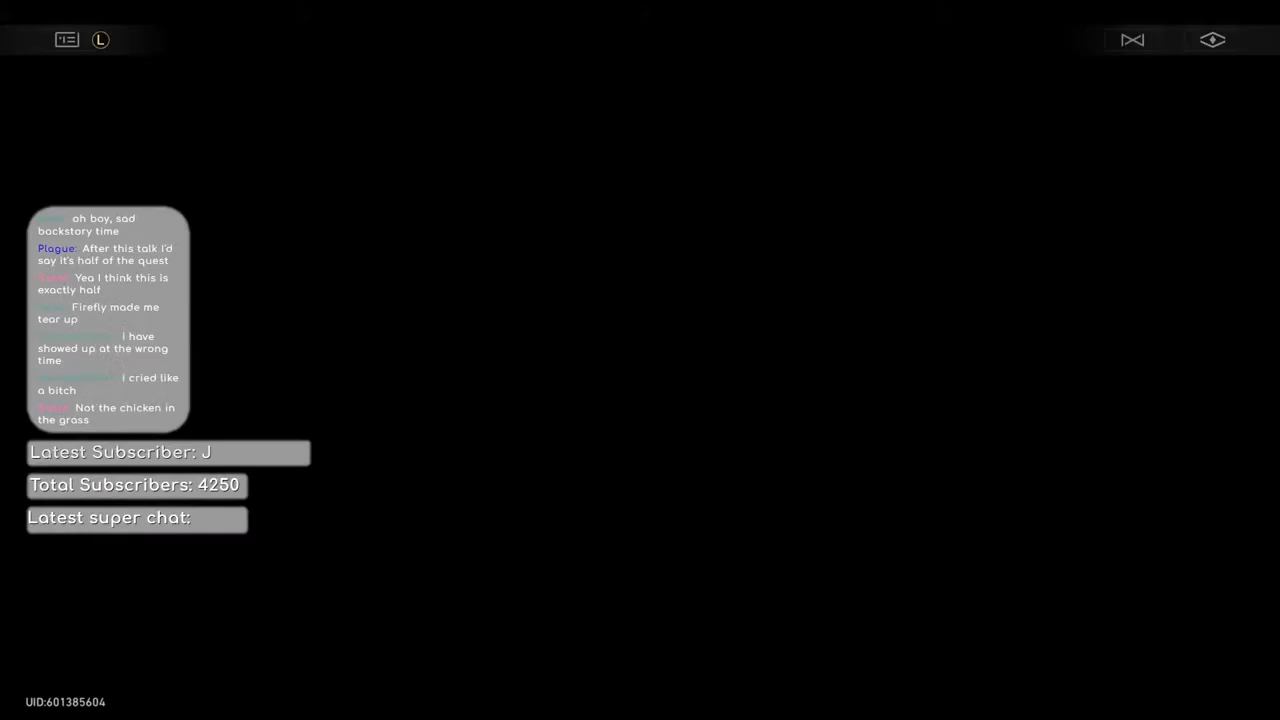 L
oh boy, sad
backstory time
Plague: After this talk I'd
say it's half of the quest
Yea I think this is
exactly half
Firefly made me
tear up
i have
showed up at the wrong
time
I cried like
a bitch
Not the chicken in
the grass
Latest Subscriber: J
Total Subscribers: 4250
Latest super chat:
UID:601385604